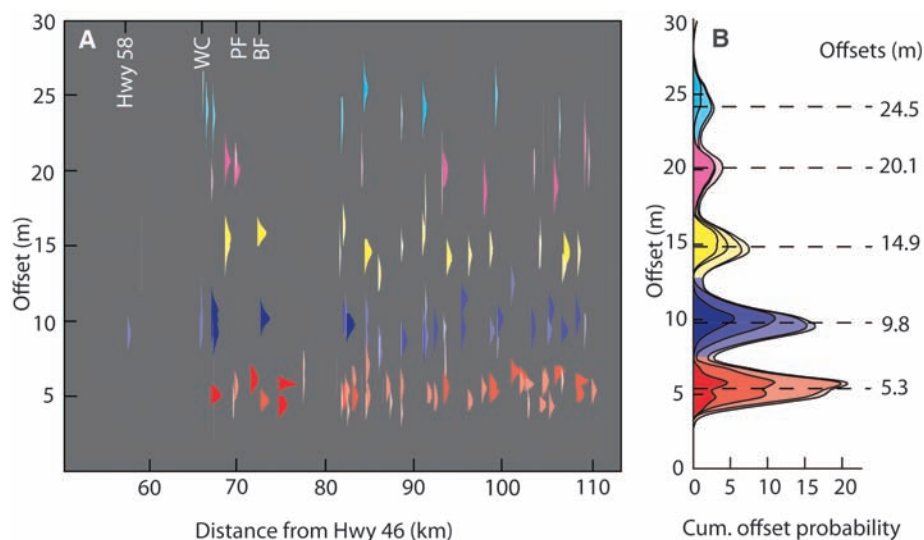 A
Hwy 58
WC
PF
BF
30
25
20
15
10
5
Offset (m)
60 70 80 90 100 110
Distance from Hwy 46 (km)
B
Offsets (m)
30
25
20
15
10
5
0
Offset (m)
24.5
20.1
14.9
9.8
5.3
0 5 10 15 20
Cum. offset probability